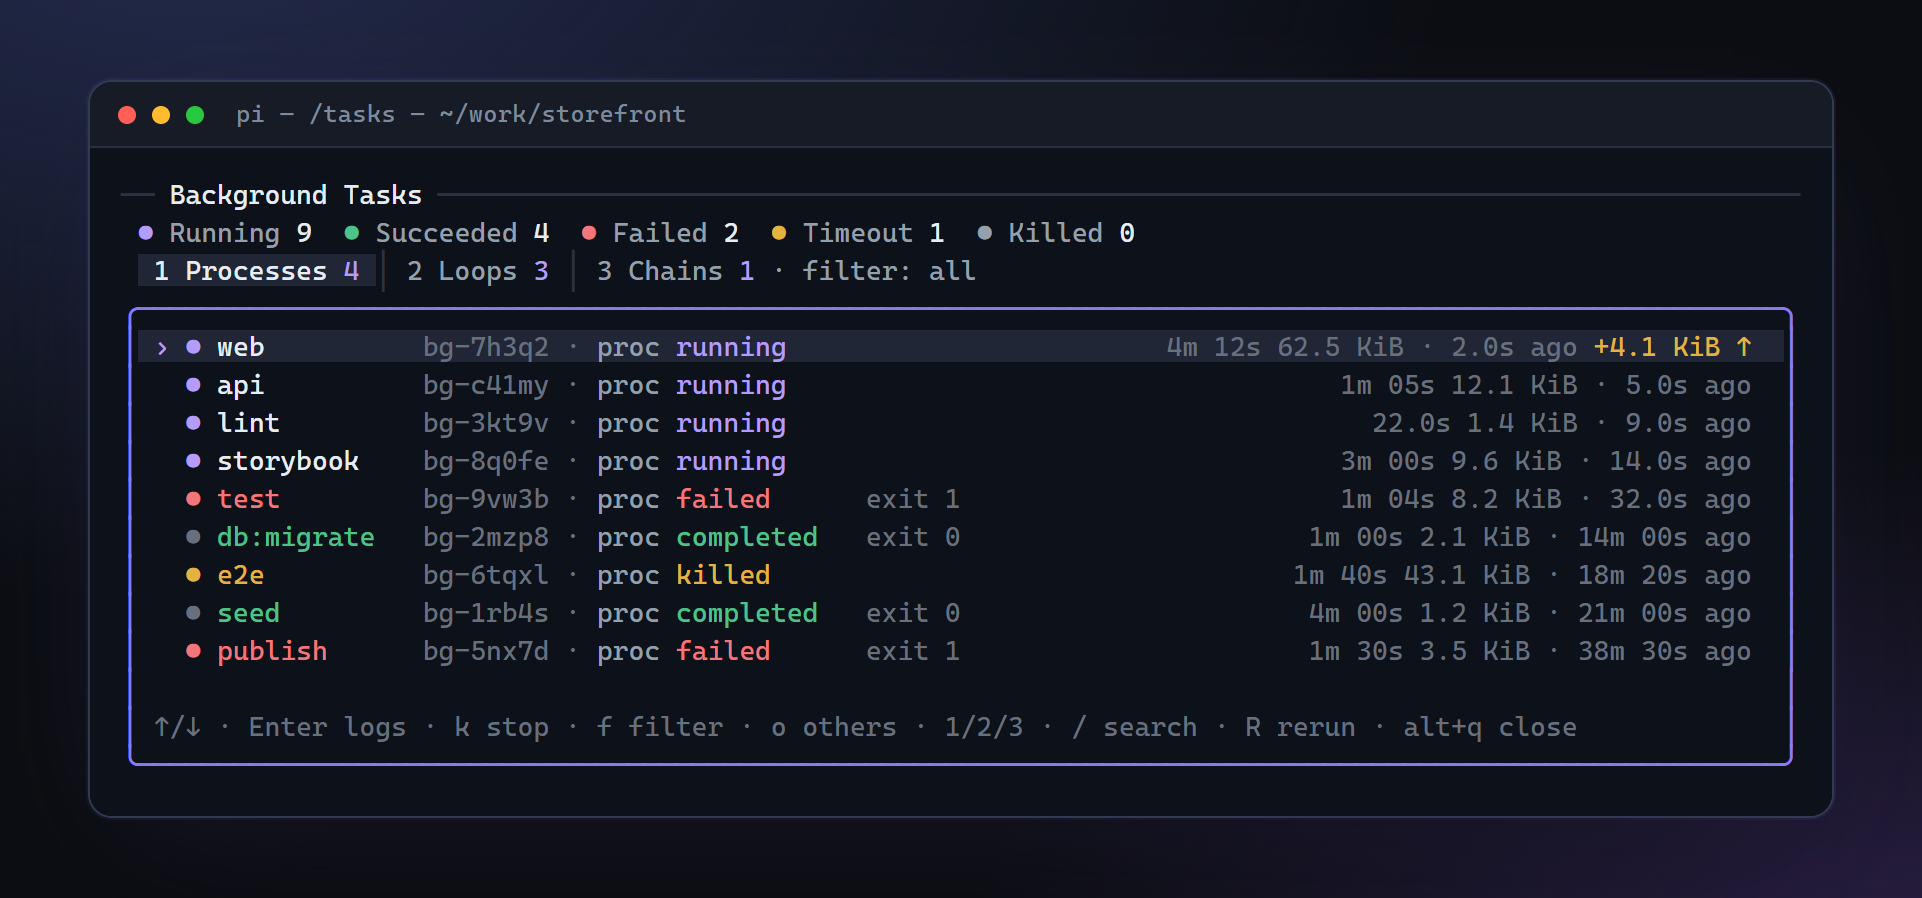 pi — /tasks — ~/work/storefront
Background Tasks
● Running 9 ● Succeeded 4 ● Failed 2 ● Timeout 1 ● Killed 0
1 Processes 4 │ 2 Loops 3 │ 3 Chains 1 · filter: all
› ● web bg-7h3q2 · proc running 4m 12s 62.5 KiB · 2.0s ago +4.1 KiB ↑
● api bg-c41my · proc running 1m 05s 12.1 KiB · 5.0s ago
● lint bg-3kt9v · proc running 22.0s 1.4 KiB · 9.0s ago
● storybook bg-8q0fe · proc running 3m 00s 9.6 KiB · 14.0s ago
● test bg-9vw3b · proc failed exit 1 1m 04s 8.2 KiB · 32.0s ago
● db:migrate bg-2mzp8 · proc completed exit 0 1m 00s 2.1 KiB · 14m 00s ago
● e2e bg-6tqxl · proc killed 1m 40s 43.1 KiB · 18m 20s ago
● seed bg-1rb4s · proc completed exit 0 4m 00s 1.2 KiB · 21m 00s ago
● publish bg-5nx7d · proc failed exit 1 1m 30s 3.5 KiB · 38m 30s ago
↑/↓ · Enter logs · k stop · f filter · o others · 1/2/3 · / search · R rerun · alt+q close